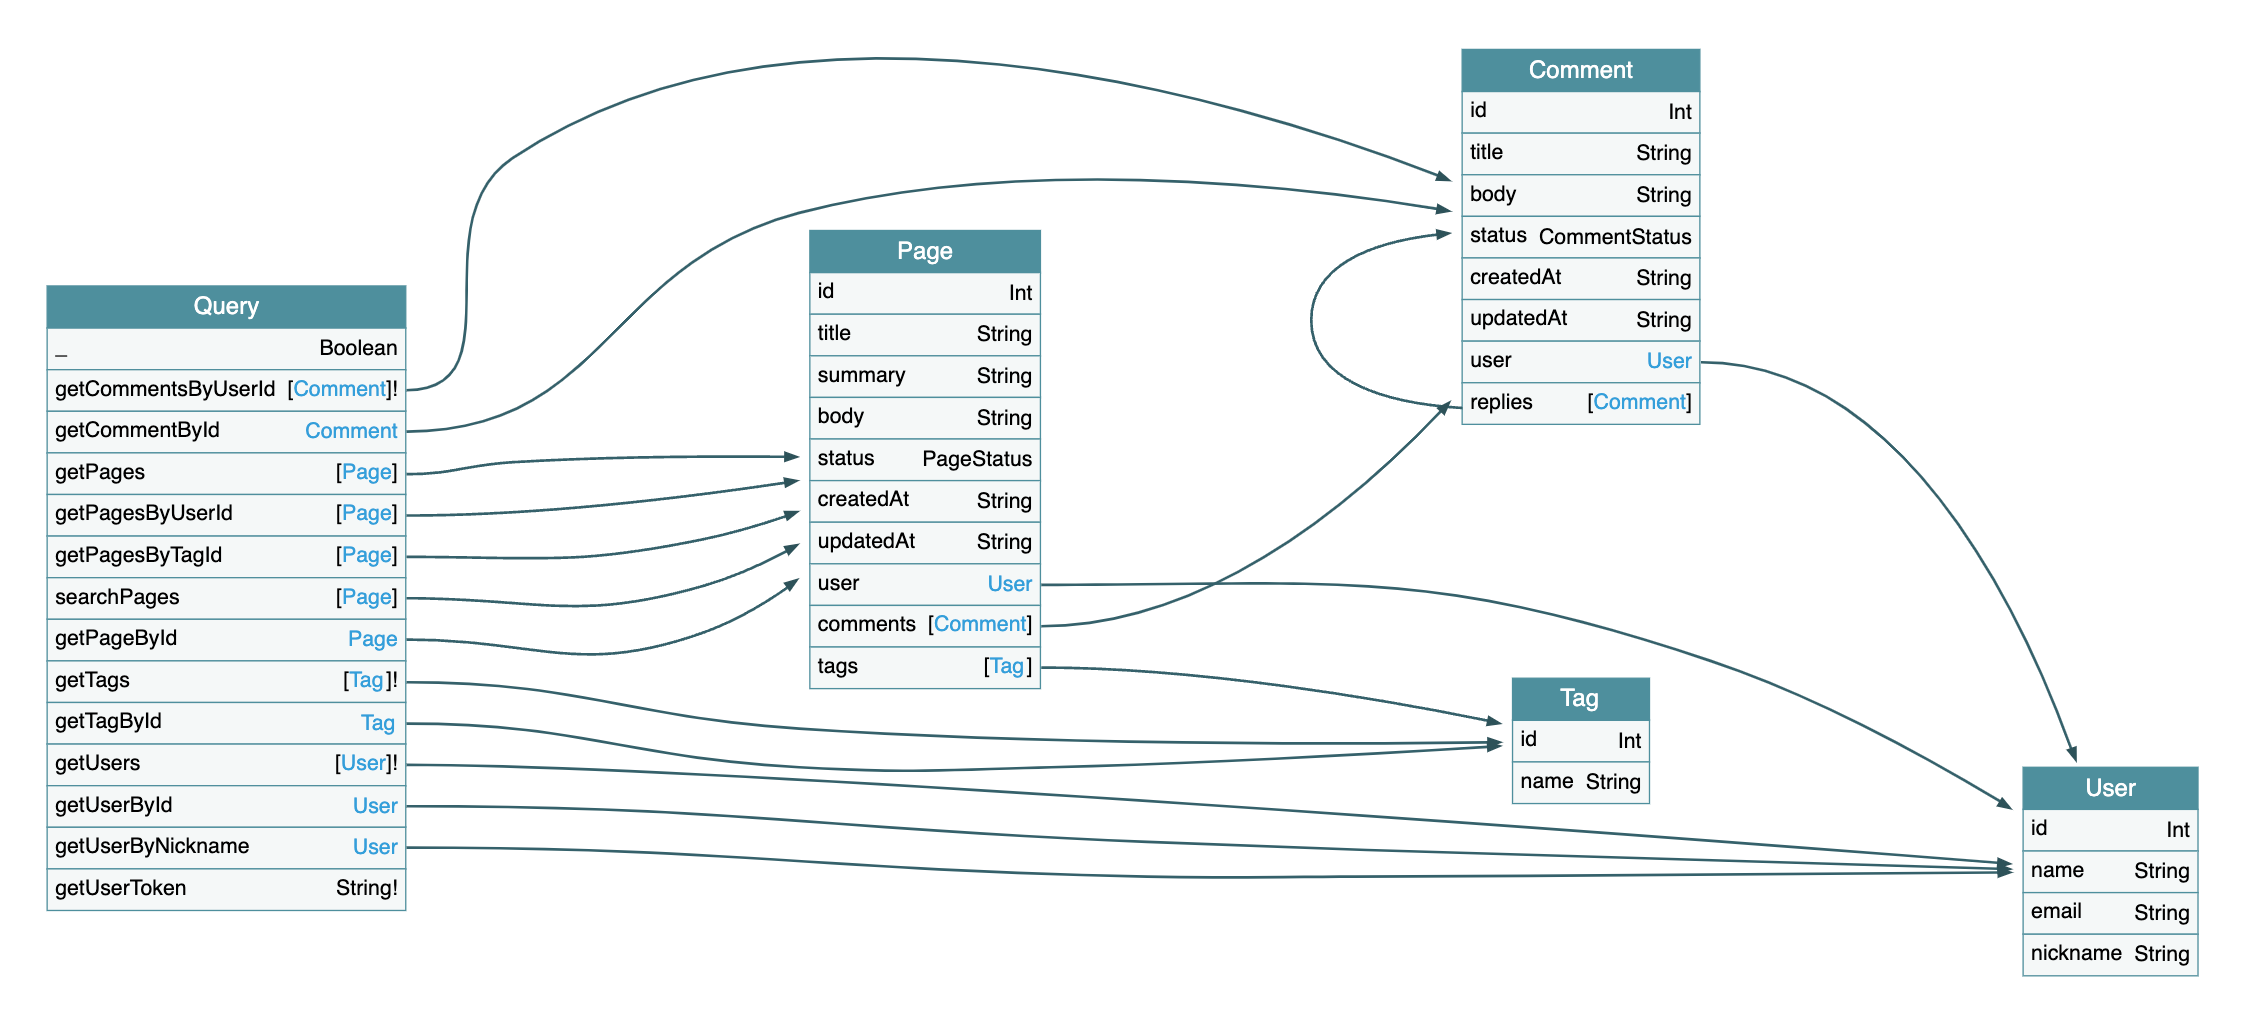 Query
_ Boolean
getCommentsByUserId [Comment]!
getCommentById Comment
getPages [Page]
getPagesByUserId [Page]
getPagesByTagId [Page]
searchPages [Page]
getPageById Page
getTags [Tag]!
getTagById Tag
getUsers [User]!
getUserById User
getUserByNickname User
getUserToken String!
Page
id Int
title String
summary String
body String
status PageStatus
createdAt String
updatedAt String
user User
comments [Comment]
tags [Tag]
Comment
id Int
title String
body String
status CommentStatus
createdAt String
updatedAt String
user User
replies [Comment]
Tag
id Int
name String
User
id Int
name String
email String
nickname String